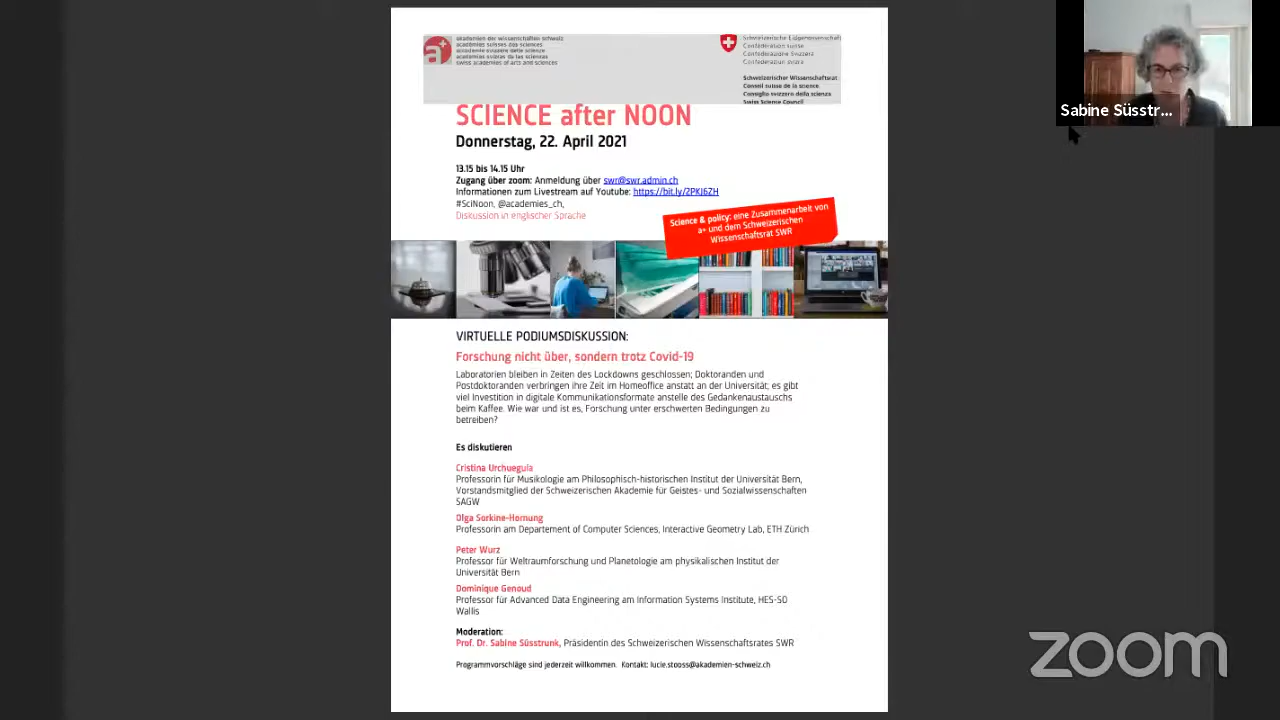 akademien der wissenschaften schweiz
académies suisses des sciences
accademie svizzere delle scienze
academias svizras da las scienzas
swiss academies of arts and sciences
Schweizerische Eidgenossenschaft
Confédération suisse
Confederazione Svizzera
Confederaziun svizra
Schweizerischer Wissenschaftsrat
Conseil suisse de la science
Consiglio svizzero della scienza
Swiss Science Council
SCIENCE after NOON
Donnerstag, 22. April 2021
13.15 bis 14.15 Uhr
Zugang über zoom: Anmeldung über swr@swr.admin.ch
Informationen zum Livestream auf Youtube: https://bit.ly/2PKJ6ZH
#SciNoon, @academies_ch,
Diskussion in englischer Sprache
Science & policy: eine Zusammenarbeit von
a+ und dem Schweizerischen
Wissenschaftsrat SWR
VIRTUELLE PODIUMSDISKUSSION:
Forschung nicht über, sondern trotz Covid-19
Laboratorien bleiben in Zeiten des Lockdowns geschlossen; Doktoranden und
Postdoktoranden verbringen ihre Zeit im Homeoffice anstatt an der Universität; es gibt
viel Investition in digitale Kommunikationsformate anstelle des Gedankenaustauschs
beim Kaffee. Wie war und ist es, Forschung unter erschwerten Bedingungen zu
betreiben?
Es diskutieren
Cristina Urchueguía
Professorin für Musikologie am Philosophisch-historischen Institut der Universität Bern,
Vorstandsmitglied der Schweizerischen Akademie für Geistes- und Sozialwissenschaften
SAGW
Olga Sorkine-Hornung
Professorin am Departement of Computer Sciences, Interactive Geometry Lab, ETH Zürich
Peter Wurz
Professor für Weltraumforschung und Planetologie am physikalischen Institut der
Universität Bern
Dominique Genoud
Professor für Advanced Data Engineering am Information Systems Institute, HES-SO
Wallis
Moderation:
Prof. Dr. Sabine Süsstrunk, Präsidentin des Schweizerischen Wissenschaftsrates SWR
Programmvorschläge sind jederzeit willkommen. Kontakt: lucie.stooss@akademien-schweiz.ch
Sabine Süsstr...
zoom